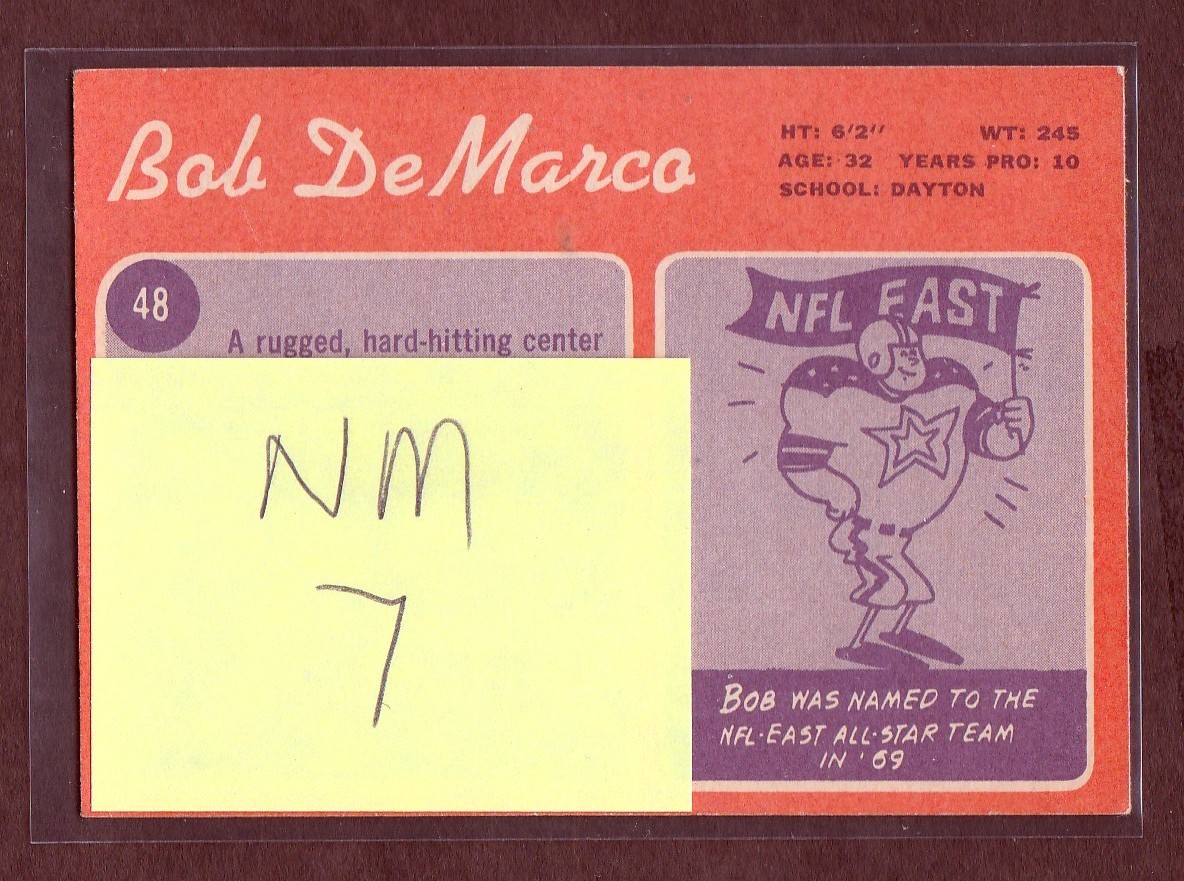 Bob DeMarco
HT: 6'2" WT: 245
AGE: 32 YEARS PRO: 10
SCHOOL: DAYTON
48
A rugged, hard-hitting center
NM
7
NFL EAST
BOB WAS NAMED TO THE
NFL-EAST ALL-STAR TEAM
IN '69